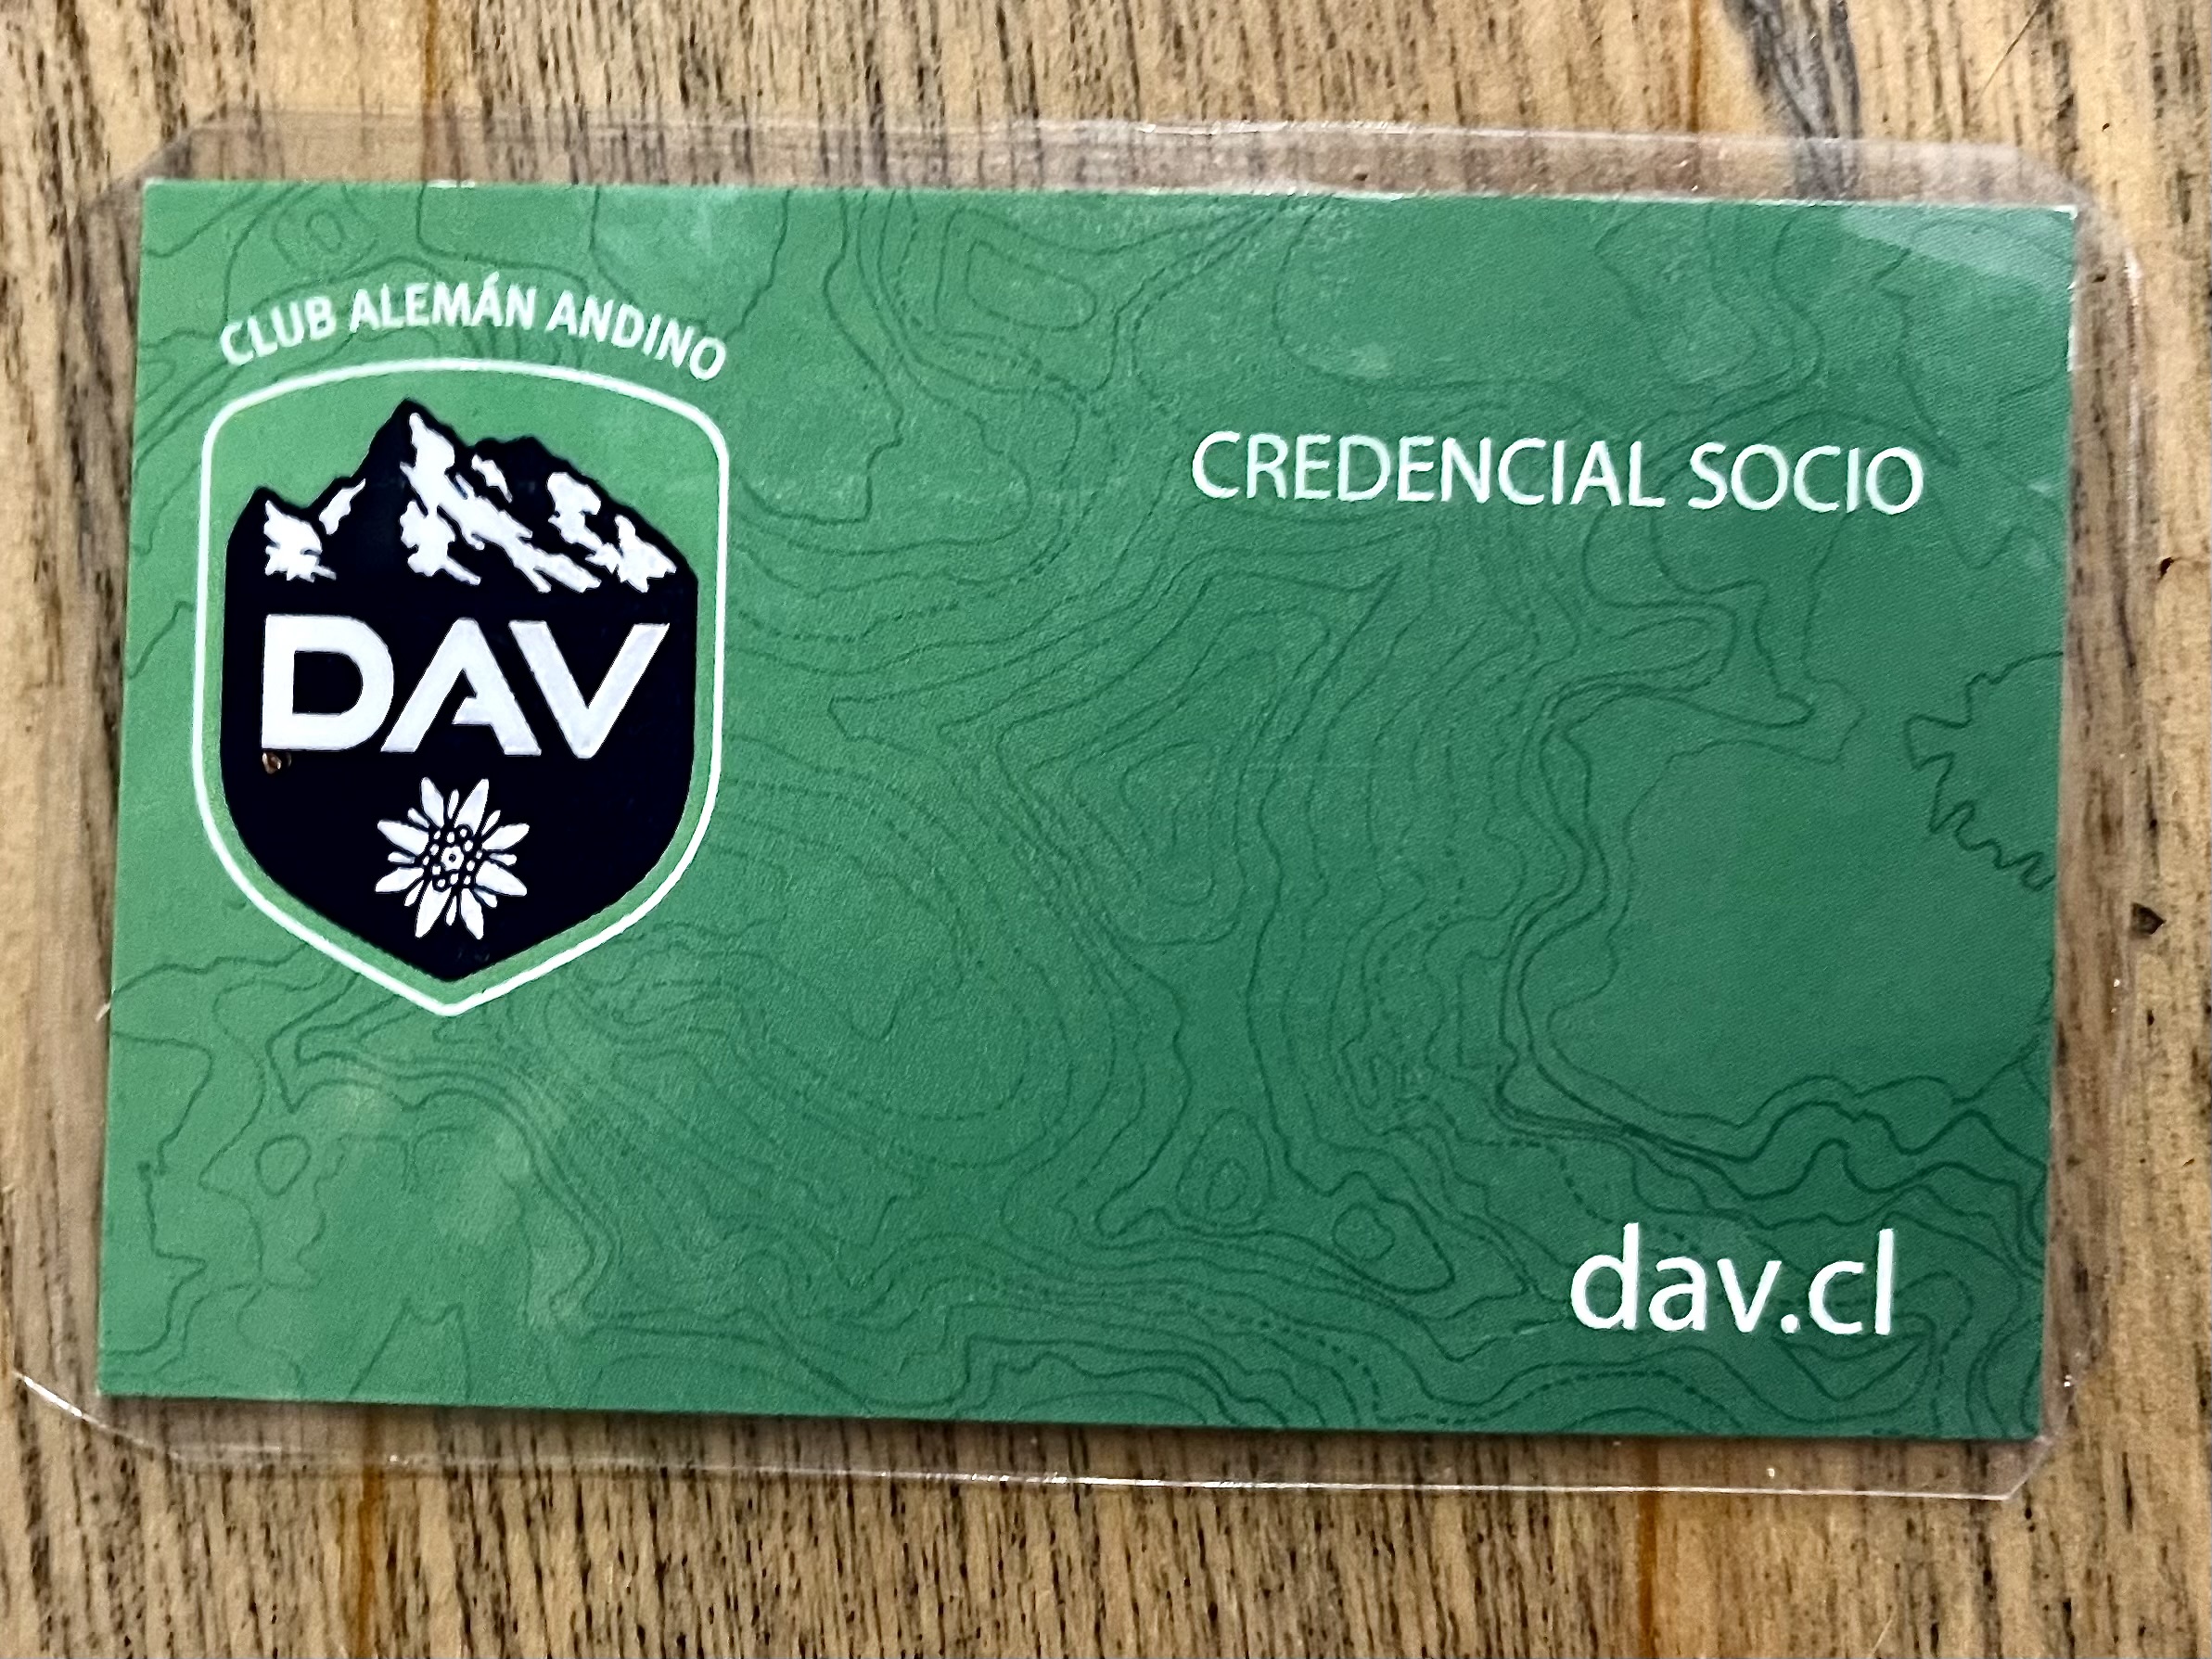 CLUB ALEMÁN ANDINO
DAV
CREDENCIAL SOCIO
dav.cl